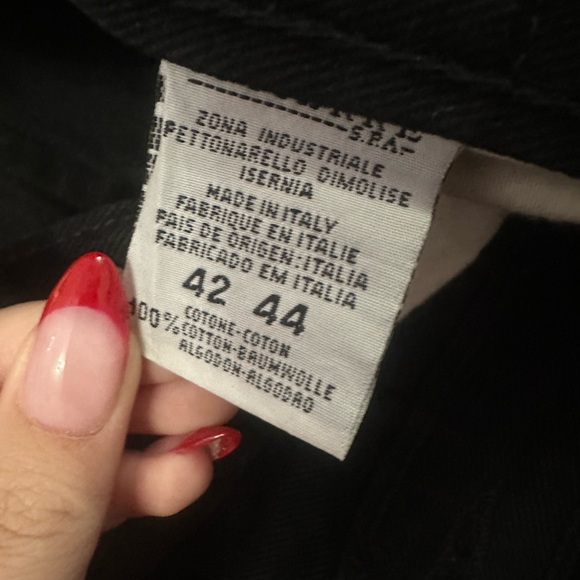 S.P.A.-
ZONA INDUSTRIALE
PETTONARELLO DIMOLISE
ISERNIA
MADE IN ITALY
FABRIQUE EN ITALIE
PAIS DE ORIGEN:ITALIA
FABRICADO EM ITALIA
42 44
100% COTONE-COTON
COTTON-BAUMWOLLE
ALGODON-ALGODAO